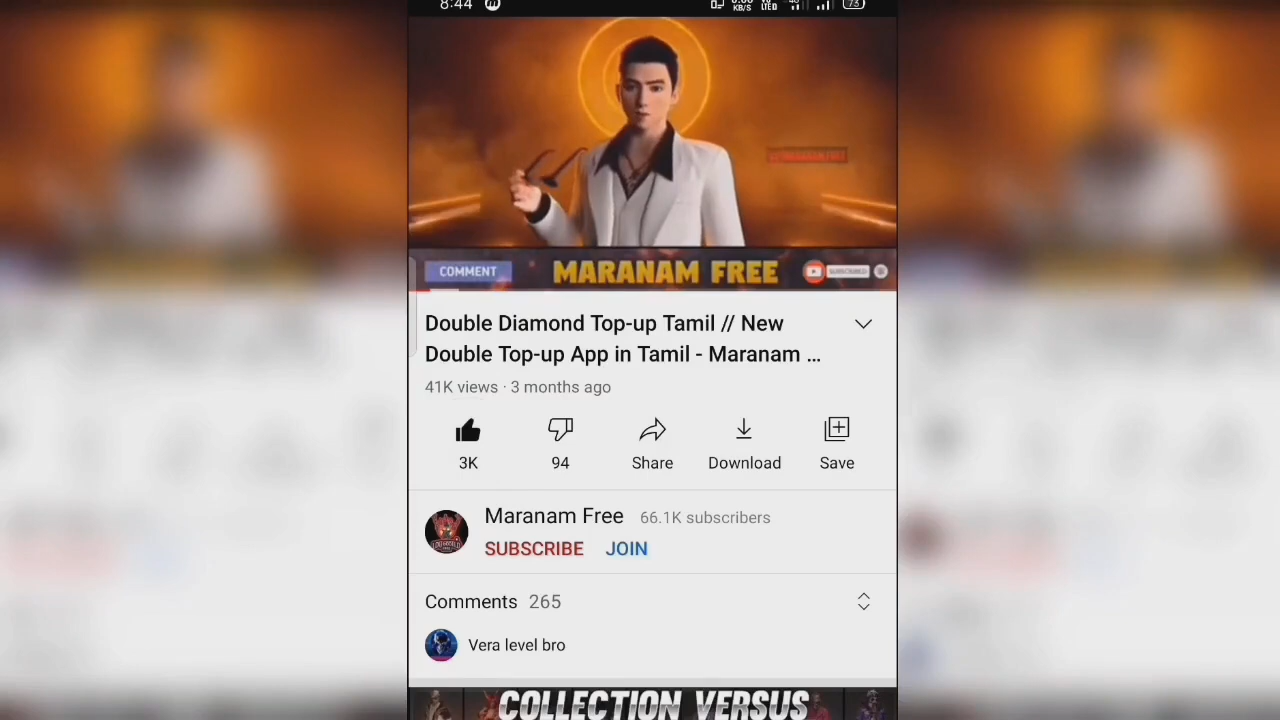 8:44
73
COMMENT
MARANAM FREE
SUBSCRIBED
Double Diamond Top-up Tamil // New
Double Top-up App in Tamil - Maranam ...
41K views · 3 months ago
3K
94
Share
Download
Save
Maranam Free 66.1K subscribers
SUBSCRIBE JOIN
Comments 265
Vera level bro
COLLECTION VERSUS